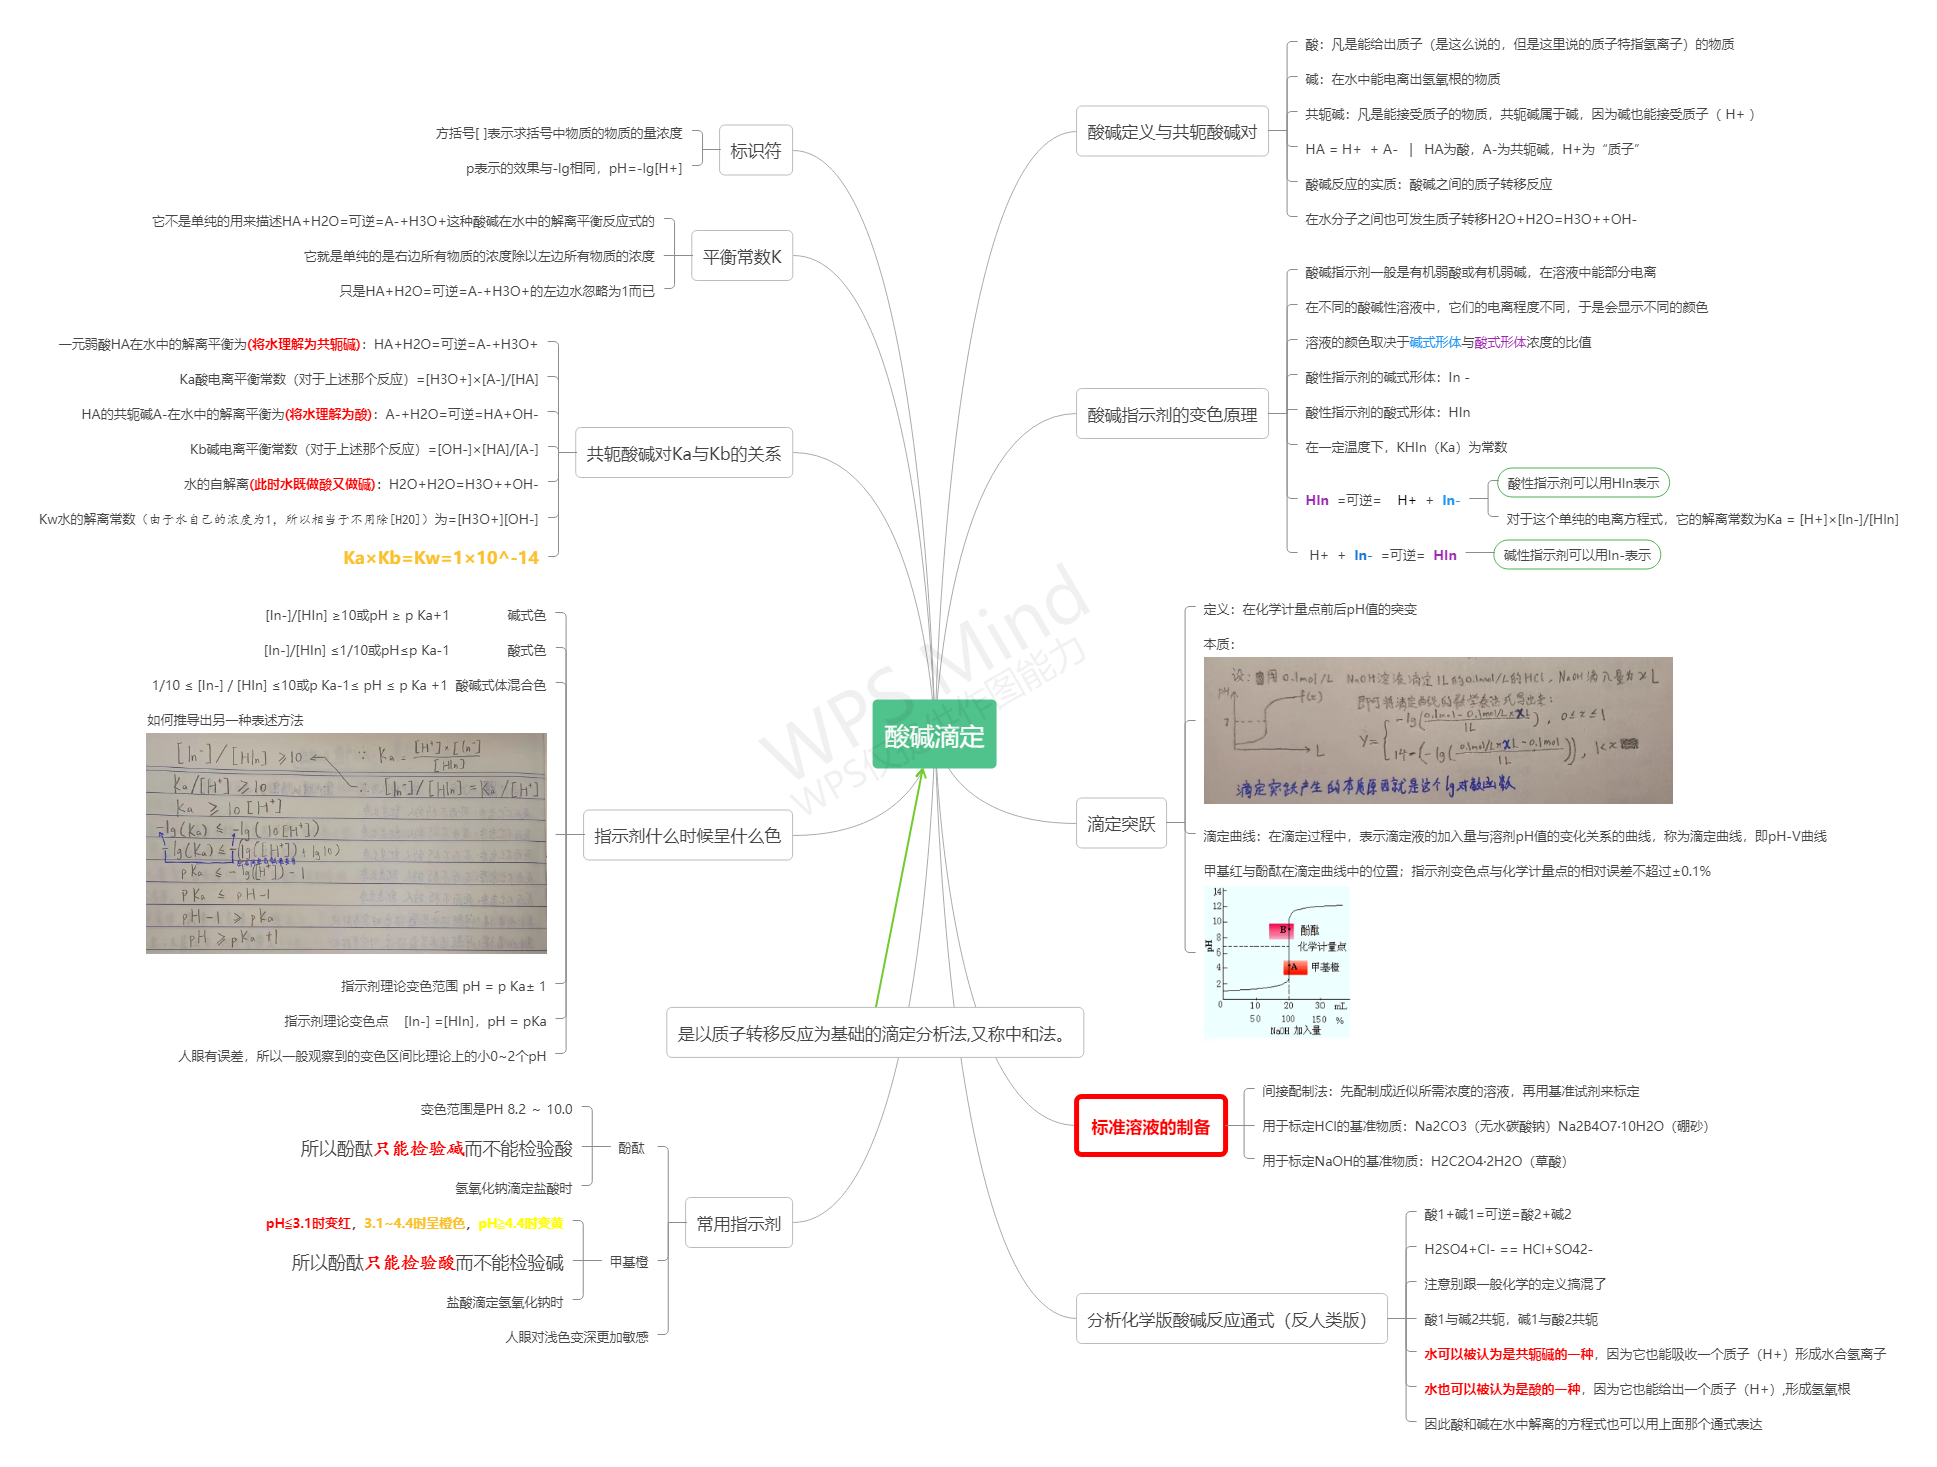 酸碱滴定
是以质子转移反应为基础的滴定分析法,又称中和法。
标识符
方括号[ ]表示求括号中物质的物质的量浓度
p表示的效果与-lg相同，pH=-lg[H+]
平衡常数K
它不是单纯的用来描述HA+H2O=可逆=A-+H3O+这种酸碱在水中的解离平衡反应式的
它就是单纯的是右边所有物质的浓度除以左边所有物质的浓度
只是HA+H2O=可逆=A-+H3O+的左边水忽略为1而已
共轭酸碱对Ka与Kb的关系
一元弱酸HA在水中的解离平衡为(将水理解为共轭碱)：HA+H2O=可逆=A-+H3O+
Ka酸电离平衡常数（对于上述那个反应）=[H3O+]×[A-]/[HA]
HA的共轭碱A-在水中的解离平衡为(将水理解为酸)：A-+H2O=可逆=HA+OH-
Kb碱电离平衡常数（对于上述那个反应）=[OH-]×[HA]/[A-]
水的自解离(此时水既做酸又做碱)：H2O+H2O=H3O++OH-
Kw水的解离常数（由于水自己的浓度为1，所以相当于不用除[H2O]）为=[H3O+][OH-]
Ka×Kb=Kw=1×10^-14
指示剂什么时候呈什么色
[In-]/[HIn] ≥10或pH ≥ p Ka+1 碱式色
[In-]/[HIn] ≤1/10或pH≤p Ka-1 酸式色
1/10 ≤ [In-] / [HIn] ≤10或p Ka-1≤ pH ≤ p Ka +1 酸碱式体混合色
如何推导出另一种表述方法
[In-]/[HIn] ≥10 ∵ Ka = [H+]×[In-]/[HIn]
Ka/[H+] ≥10 ∴ [In-]/[HIn] = Ka/[H+]
Ka ≥ 10[H+]
-lg(Ka) ≤ -lg(10[H+])
-lg(Ka) ≤ -(lg([H+])+lg10)
pKa ≤ -lg([H+])-1
pKa ≤ pH-1
pH-1 ≥ pKa
pH ≥ pKa+1
指示剂理论变色范围 pH = p Ka± 1
指示剂理论变色点 [In-] =[HIn]，pH = pKa
人眼有误差，所以一般观察到的变色区间比理论上的小0~2个pH
常用指示剂
酚酞
变色范围是PH 8.2 ～ 10.0
所以酚酞只能检验碱而不能检验酸
氢氧化钠滴定盐酸时
甲基橙
pH≦3.1时变红，3.1~4.4时呈橙色，pH≧4.4时变黄
所以酚酞只能检验酸而不能检验碱
盐酸滴定氢氧化钠时
人眼对浅色变深更加敏感
酸碱定义与共轭酸碱对
酸：凡是能给出质子（是这么说的，但是这里说的质子特指氢离子）的物质
碱：在水中能电离出氢氧根的物质
共轭碱：凡是能接受质子的物质，共轭碱属于碱，因为碱也能接受质子（ H+ ）
HA = H+ + A- | HA为酸，A-为共轭碱，H+为“质子”
酸碱反应的实质：酸碱之间的质子转移反应
在水分子之间也可发生质子转移H2O+H2O=H3O++OH-
酸碱指示剂的变色原理
酸碱指示剂一般是有机弱酸或有机弱碱，在溶液中能部分电离
在不同的酸碱性溶液中，它们的电离程度不同，于是会显示不同的颜色
溶液的颜色取决于碱式形体与酸式形体浓度的比值
酸性指示剂的碱式形体：In -
酸性指示剂的酸式形体：HIn
在一定温度下，KHIn（Ka）为常数
HIn =可逆= H+ + In-
酸性指示剂可以用HIn表示
对于这个单纯的电离方程式，它的解离常数为Ka = [H+]×[In-]/[HIn]
H+ + In- =可逆= HIn
碱性指示剂可以用In-表示
滴定突跃
定义：在化学计量点前后pH值的突变
本质：
设：用0.1mol/L NaOH溶液滴定1L的0.1mol/L的HCl，NaOH滴入量为xL
pH
f(x)
7
L
即可将滴定曲线的数学表达式写出来：
Y= -lg((0.1mol-0.1mol/L×xL)/1L)，0≤x≤1
14-(-lg((0.1mol/L×xL-0.1mol)/1L))，1<x
滴定突跃产生的本质原因就是这个lg对数函数
滴定曲线：在滴定过程中，表示滴定液的加入量与溶剂pH值的变化关系的曲线，称为滴定曲线，即pH-V曲线
甲基红与酚酞在滴定曲线中的位置；指示剂变色点与化学计量点的相对误差不超过±0.1%
14
12
10
8
6
4
2
0
pH
B
酚酞
化学计量点
A
甲基橙
10 20 30 mL
50 100 150 %
NaOH 加入量
标准溶液的制备
间接配制法：先配制成近似所需浓度的溶液，再用基准试剂来标定
用于标定HCl的基准物质：Na2CO3（无水碳酸钠）Na2B4O7·10H2O（硼砂）
用于标定NaOH的基准物质：H2C2O4·2H2O（草酸）
分析化学版酸碱反应通式（反人类版）
酸1+碱1=可逆=酸2+碱2
H2SO4+Cl- == HCl+SO42-
注意别跟一般化学的定义搞混了
酸1与碱2共轭，碱1与酸2共轭
水可以被认为是共轭碱的一种，因为它也能吸收一个质子（H+）形成水合氢离子
水也可以被认为是酸的一种，因为它也能给出一个质子（H+）,形成氢氧根
因此酸和碱在水中解离的方程式也可以用上面那个通式表达
WPS Mind